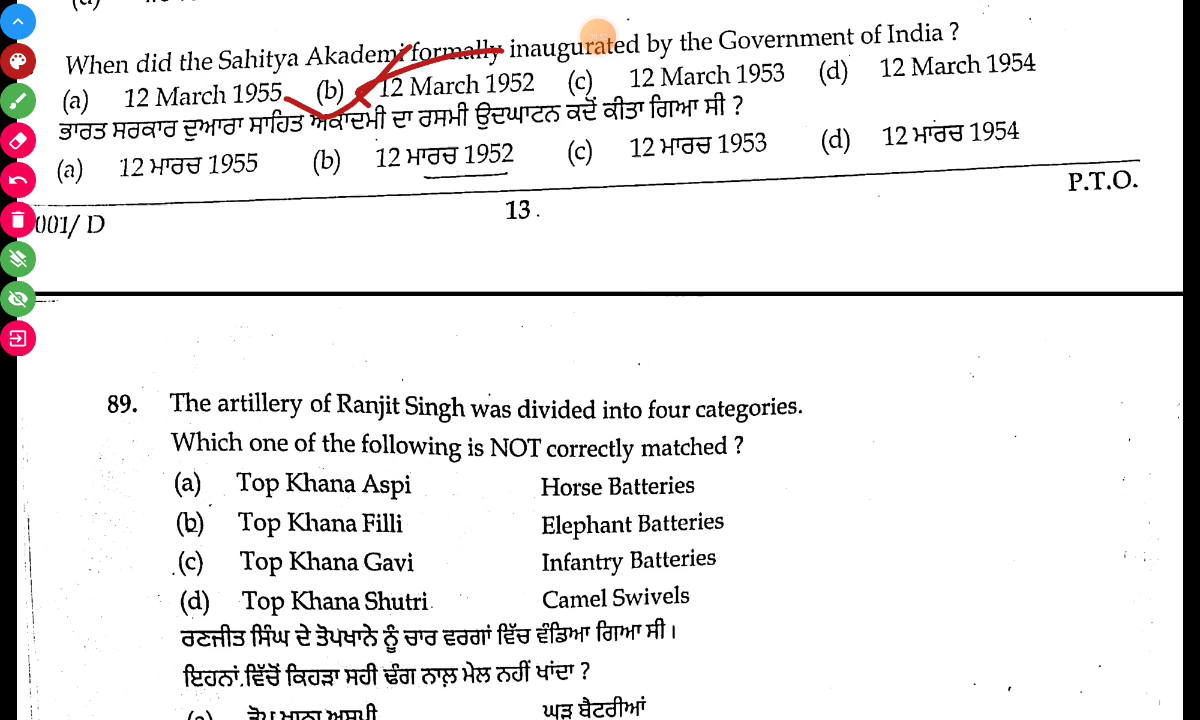 When did the Sahitya Akademi formally inaugurated by the Government of India ?
(a) 12 March 1955 (b) 12 March 1952 (c) 12 March 1953 (d) 12 March 1954
ਭਾਰਤ ਸਰਕਾਰ ਦੁਆਰਾ ਸਾਹਿਤ ਅਕਾਦਮੀ ਦਾ ਰਸਮੀ ਉਦਘਾਟਨ ਕਦੋਂ ਕੀਤਾ ਗਿਆ ਸੀ ?
(a) 12 ਮਾਰਚ 1955 (b) 12 ਮਾਰਚ 1952 (c) 12 ਮਾਰਚ 1953 (d) 12 ਮਾਰਚ 1954
P.T.O.
001/ D 13
89. The artillery of Ranjit Singh was divided into four categories.
Which one of the following is NOT correctly matched ?
(a) Top Khana Aspi Horse Batteries
(b) Top Khana Filli Elephant Batteries
(c) Top Khana Gavi Infantry Batteries
(d) Top Khana Shutri Camel Swivels
ਰਣਜੀਤ ਸਿੰਘ ਦੇ ਤੋਪਖਾਨੇ ਨੂੰ ਚਾਰ ਵਰਗਾਂ ਵਿੱਚ ਵੰਡਿਆ ਗਿਆ ਸੀ।
ਇਹਨਾਂ ਵਿੱਚੋਂ ਕਿਹੜਾ ਸਹੀ ਢੰਗ ਨਾਲ਼ ਮੇਲ ਨਹੀਂ ਖਾਂਦਾ ?
ਘੜ ਬੈਟਰੀਆਂ